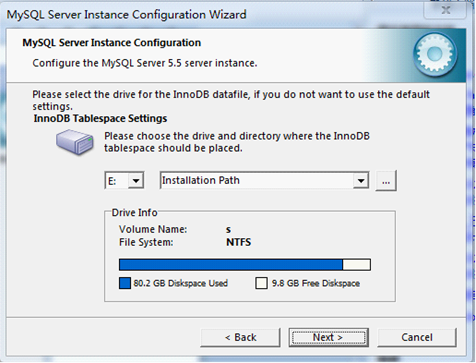 MySQL Server Instance Configuration Wizard
MySQL Server Instance Configuration
Configure the MySQL Server 5.5 server instance.
Please select the drive for the InnoDB datafile, if you do not want to use the default
settings.
InnoDB Tablespace Settings
Please choose the drive and directory where the InnoDB
tablespace should be placed.
E: Installation Path ...
Drive Info
Volume Name: s
File System: NTFS
80.2 GB Diskspace Used 9.8 GB Free Diskspace
< Back Next > Cancel